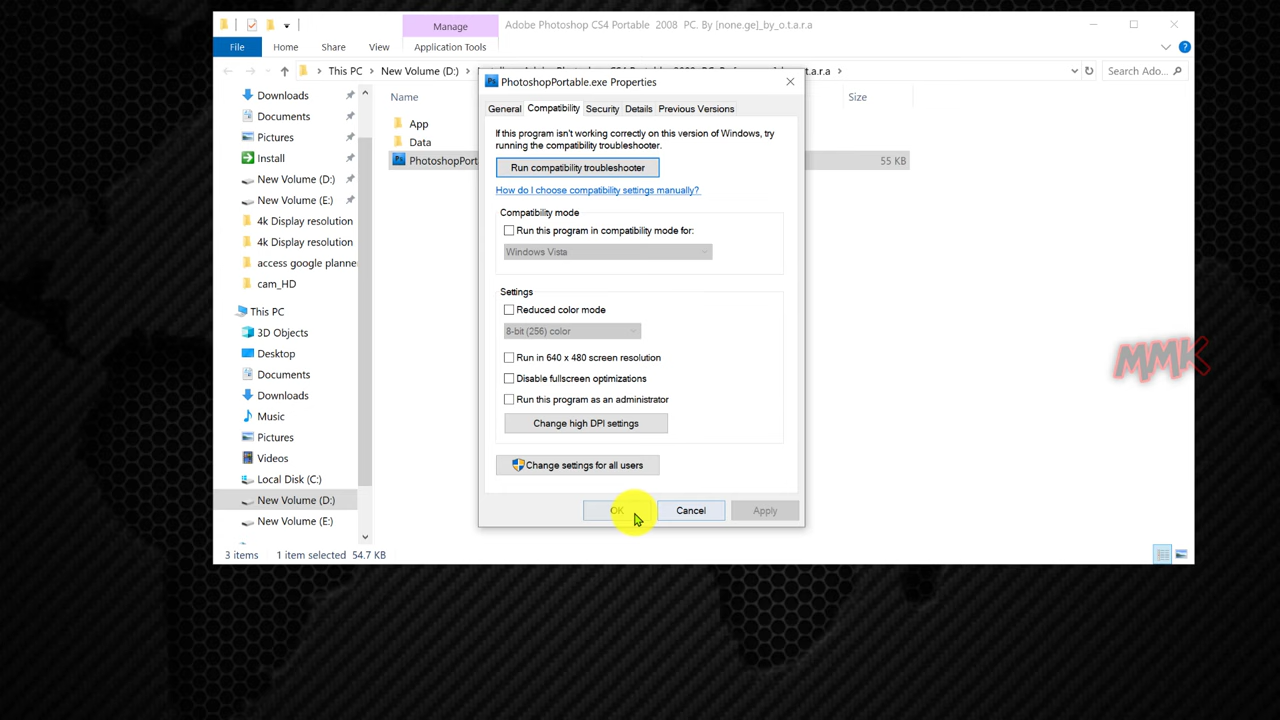 Manage
Adobe Photoshop CS4 Portable 2008 PC. By [none.ge]_by_o.t.a.r.a
File
Home
Share
View
Application Tools
This PC
New Volume (D:)
.a.r.a
Search Ado...
Downloads
Documents
Pictures
Install
New Volume (D:)
New Volume (E:)
4k Display resolution
4k Display resolution
access google planne
cam_HD
This PC
3D Objects
Desktop
Documents
Downloads
Music
Pictures
Videos
Local Disk (C:)
New Volume (D:)
New Volume (E:)
Name
Size
App
Data
PhotoshopPort
55 KB
PhotoshopPortable.exe Properties
General
Compatibility
Security
Details
Previous Versions
If this program isn't working correctly on this version of Windows, try
running the compatibility troubleshooter.
Run compatibility troubleshooter
How do I choose compatibility settings manually?
Compatibility mode
Run this program in compatibility mode for:
Windows Vista
Settings
Reduced color mode
8-bit (256) color
Run in 640 x 480 screen resolution
Disable fullscreen optimizations
Run this program as an administrator
Change high DPI settings
Change settings for all users
OK
Cancel
Apply
3 items
1 item selected 54.7 KB
MMK